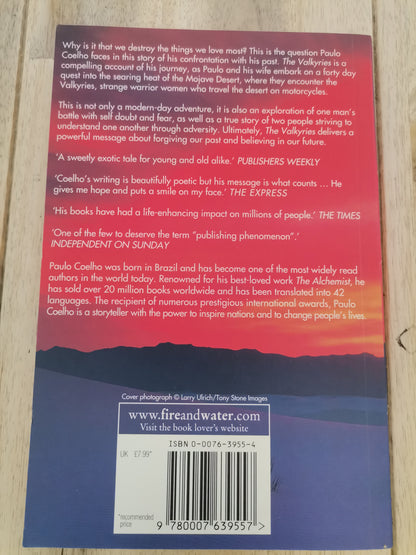 Why is it that we destroy the things we love most? This is the question Paulo
Coelho faces in this story of his confrontation with his past. The Valkyries is a
compelling account of his journey, as Paulo and his wife embark on a forty day
quest into the searing heat of the Mojave Desert, where they encounter the
Valkyries, strange warrior women who travel the desert on motorcycles.
This is not only a modern-day adventure, it is also an exploration of one man's
battle with self doubt and fear, as well as a true story of two people striving to
understand one another through adversity. Ultimately, The Valkyries delivers a
powerful message about forgiving our past and believing in our future.
'A sweetly exotic tale for young and old alike.' PUBLISHERS WEEKLY
'Coelho's writing is beautifully poetic but his message is what counts ... He
gives me hope and puts a smile on my face.' THE EXPRESS
'His books have had a life-enhancing impact on millions of people.' THE TIMES
'One of the few to deserve the term "publishing phenomenon".'
INDEPENDENT ON SUNDAY
Paulo Coelho was born in Brazil and has become one of the most widely read
authors in the world today. Renowned for his best-loved work The Alchemist, he
has sold over 20 million books worldwide and has been translated into 42
languages. The recipient of numerous prestigious international awards, Paulo
Coelho is a storyteller with the power to inspire nations and to change people's lives.
Cover photograph © Larry Ulrich/Tony Stone Images
www.fireandwater.com
Visit the book lover's website
ISBN 0-0076-3955-4
UK £7.99*
*recommended
price
9 780007 639557 >